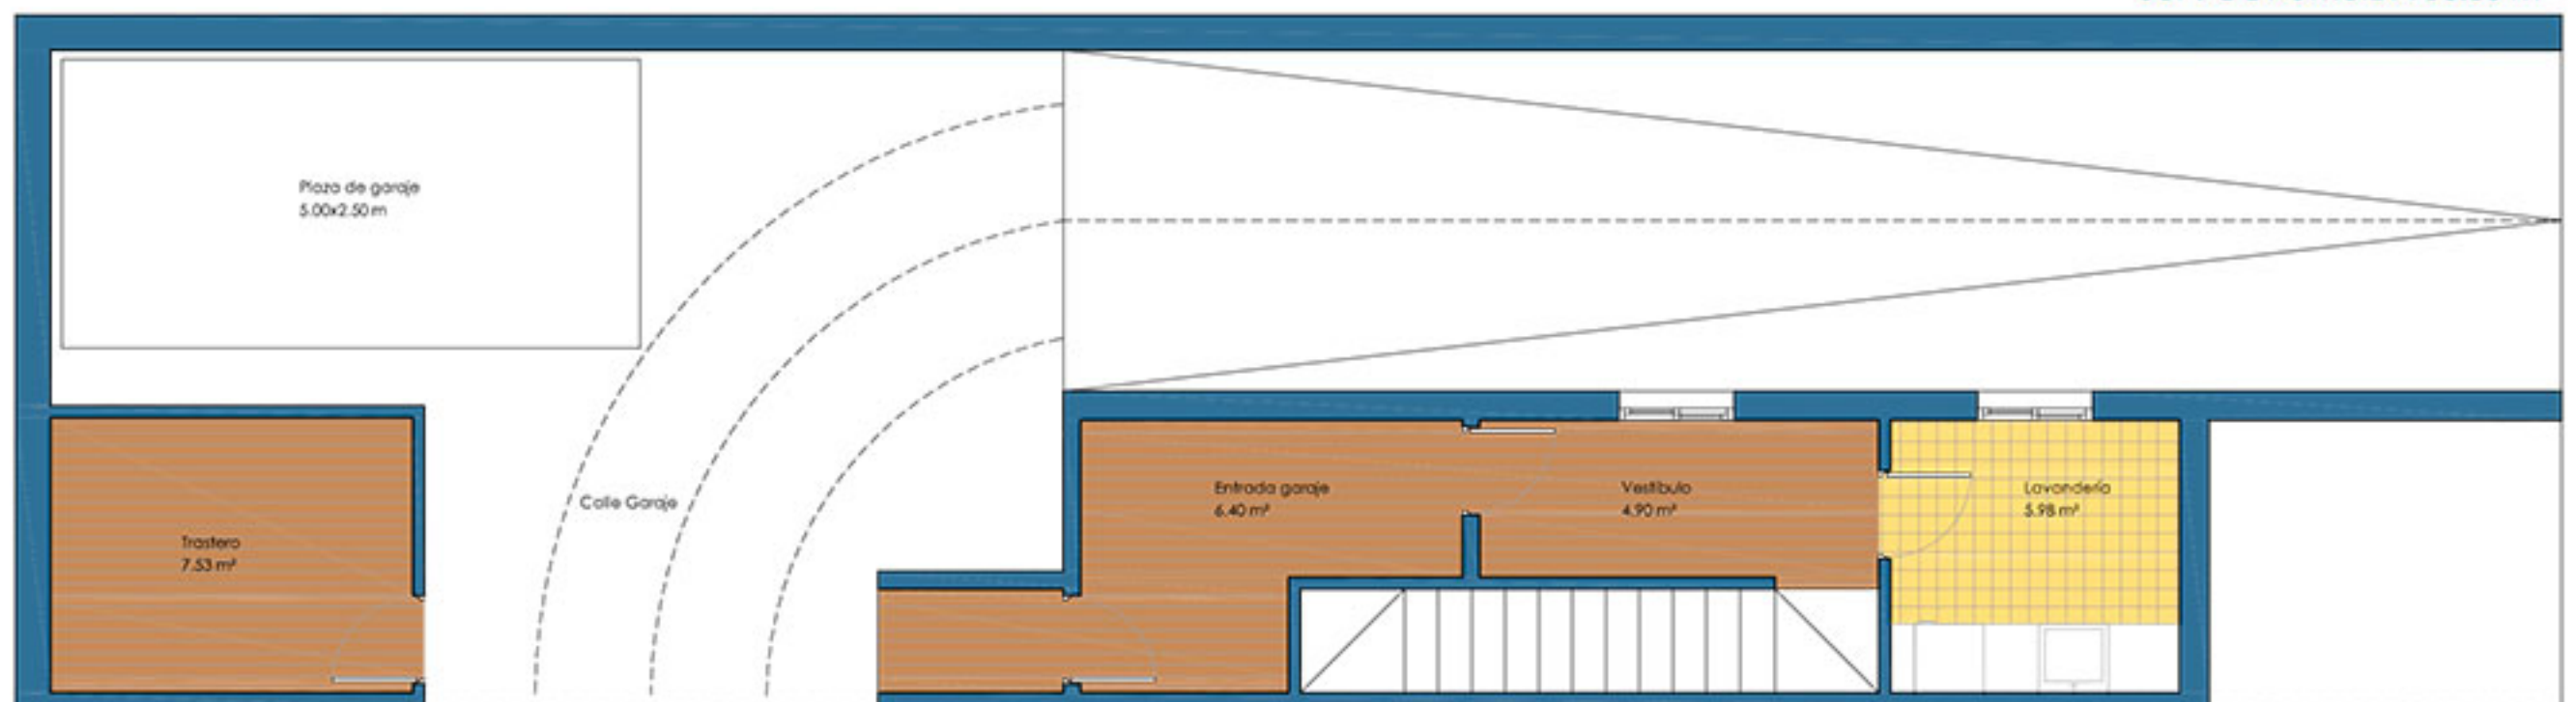 Plaza de garaje
5.00x2.50 m
Calle Garaje
Entrada garaje
6.40 m²
Vestíbulo
4.90 m²
Lavandería
5.98 m²
Trastero
7.53 m²